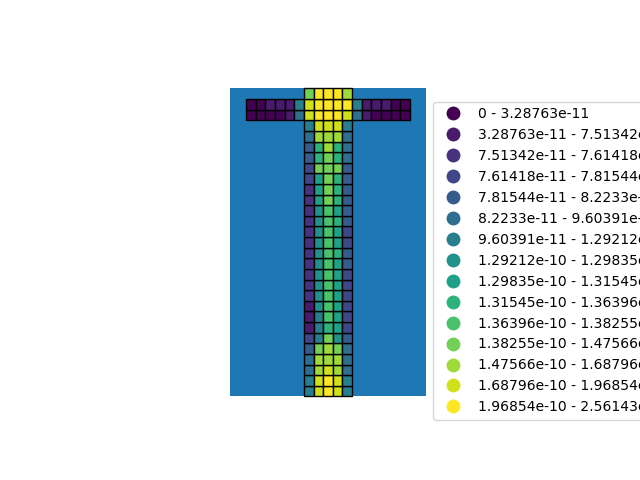 0 - 3.28763e-11
3.28763e-11 - 7.51342e
7.51342e-11 - 7.61418e
7.61418e-11 - 7.81544e
7.81544e-11 - 8.2233e-
8.2233e-11 - 9.60391e-
9.60391e-11 - 1.29212e
1.29212e-10 - 1.29835e
1.29835e-10 - 1.31545e
1.31545e-10 - 1.36396e
1.36396e-10 - 1.38255e
1.38255e-10 - 1.47566e
1.47566e-10 - 1.68796e
1.68796e-10 - 1.96854e
1.96854e-10 - 2.56143e